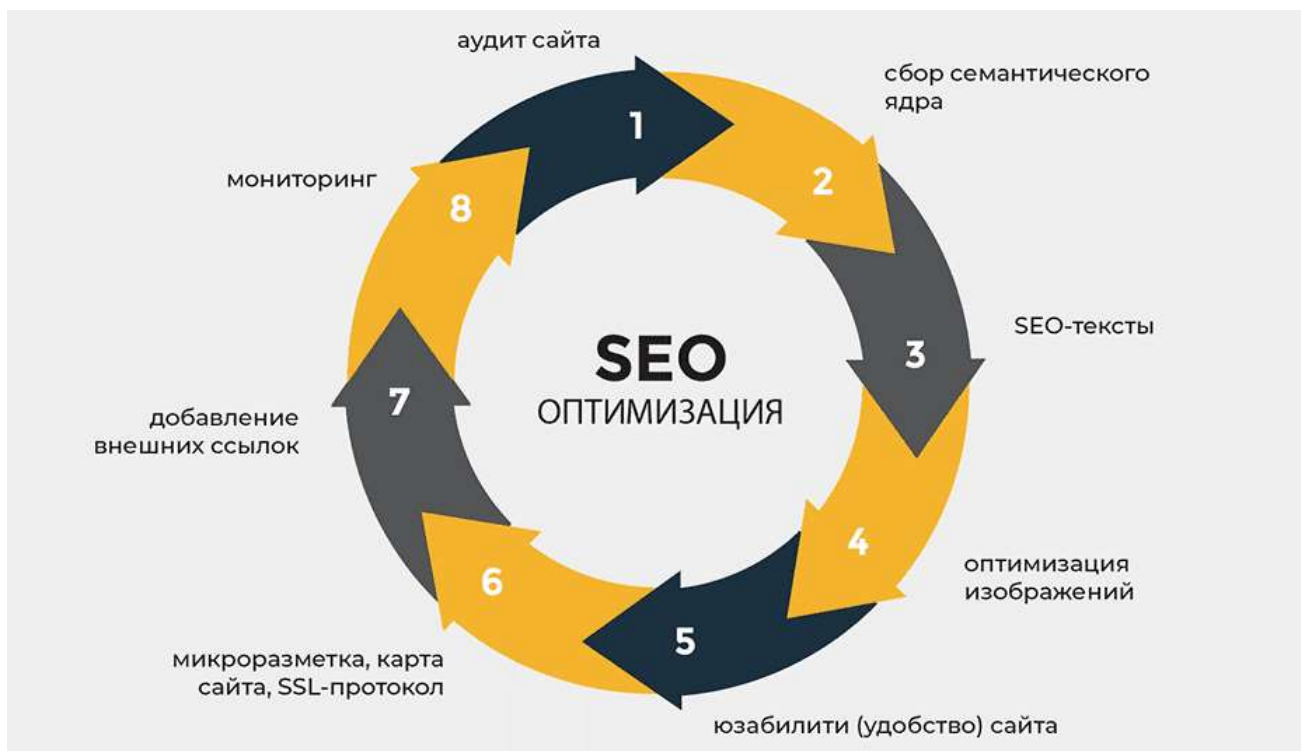 аудит сайта
1
сбор семантического
ядра
2
SEO-тексты
3
оптимизация
изображений
4
юзабилити (удобство) сайта
5
микроразметка, карта
сайта, SSL-протокол
6
добавление
внешних ссылок
7
мониторинг
8
SEO
ОПТИМИЗАЦИЯ